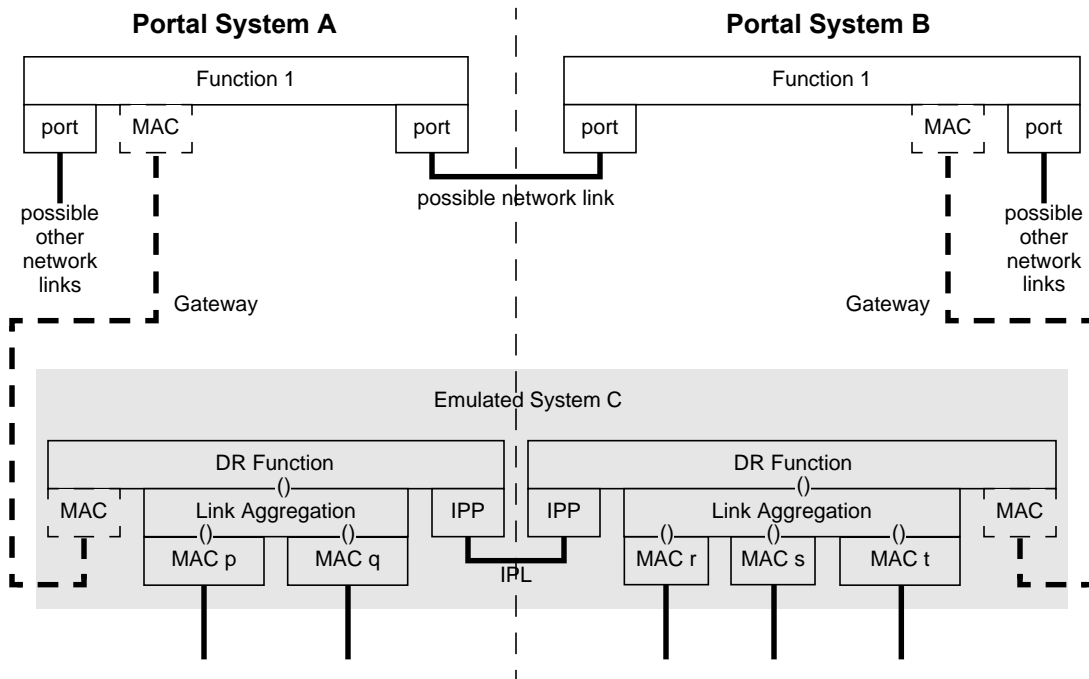 Portal System A
Portal System B
Function 1
Function 1
port
MAC
port
port
MAC
port
possible network link
possible
other
network
links
possible
other
network
links
Gateway
Gateway
Emulated System C
DR Function
DR Function
()
()
MAC
Link Aggregation
IPP
IPP
Link Aggregation
MAC
()
()
()
()
()
MAC p
MAC q
IPL
MAC r
MAC s
MAC t